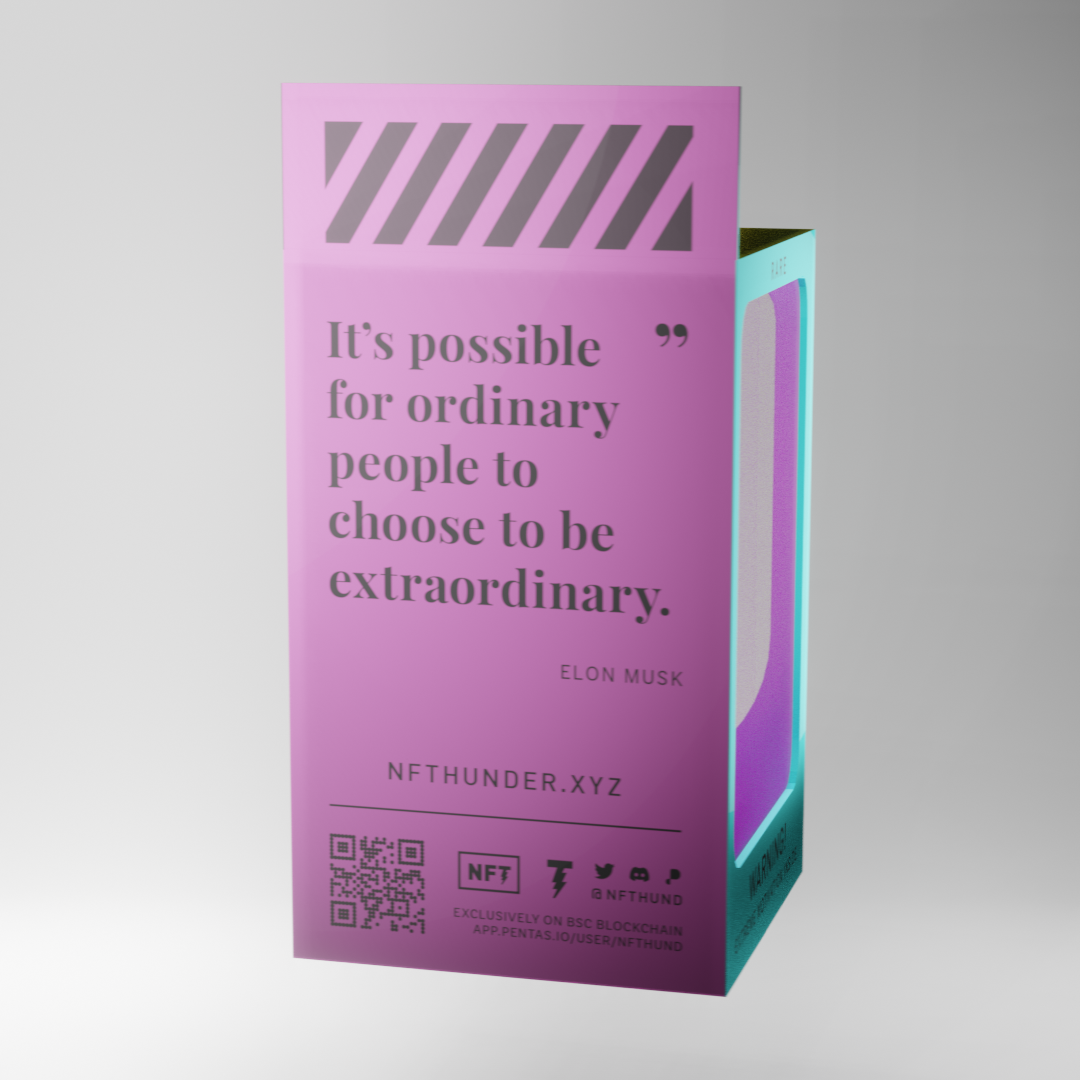 It’s possible ”
for ordinary
people to
choose to be
extraordinary.
ELON MUSK
NFTHUNDER.XYZ
NFT
@NFTHUND
EXCLUSIVELY ON BSC BLOCKCHAIN
APP.PENTAS.IO/USER/NFTHUND
RARE
WARNING!